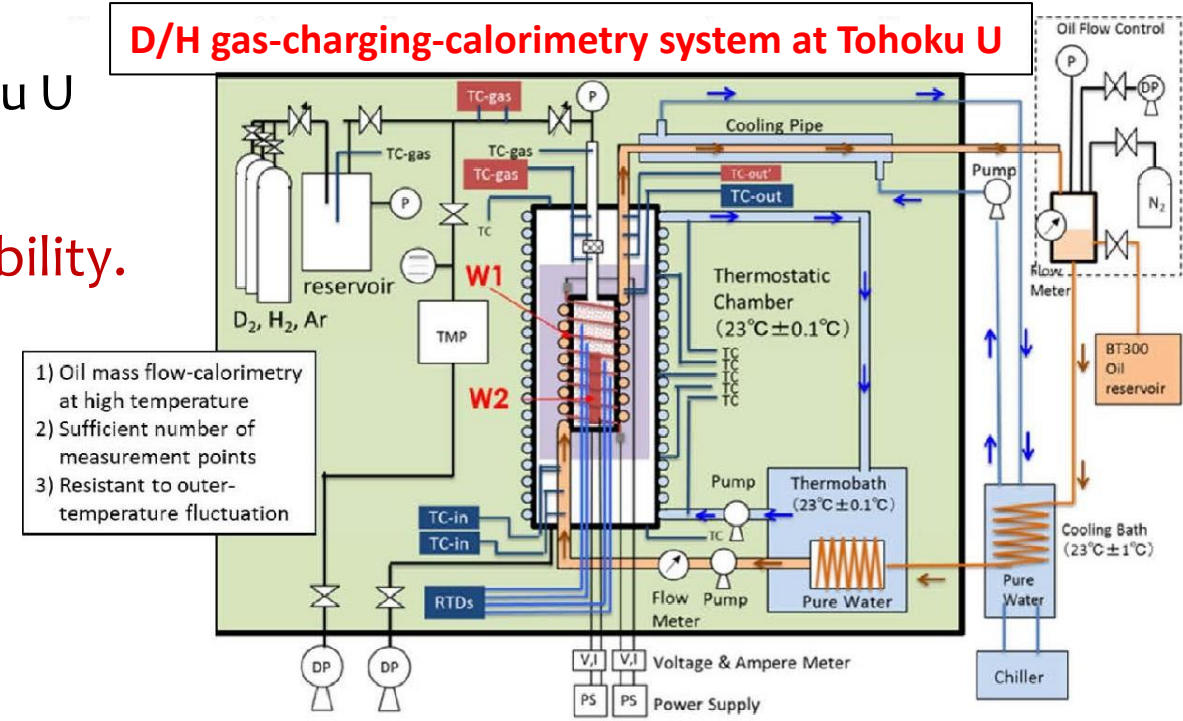 D/H gas-charging-calorimetry system at Tohoku U
u U
bility.
Oil Flow Control
P
DP
N₂
Flow
Meter
BT300
Oil
reservoir
TC-gas
P
TC-gas
TC-gas
TC-gas
P
TC
Cooling Pipe
TC-out'
TC-out
Pump
reservoir
D₂, H₂, Ar
TMP
W1
W2
Thermostatic
Chamber
(23℃±0.1℃)
TC
TC
TC
TC
TC
1) Oil mass flow-calorimetry
at high temperature
2) Sufficient number of
measurement points
3) Resistant to outer-
temperature fluctuation
TC-in
TC-in
RTDs
Pump
TC
Thermobath
(23℃±0.1℃)
Pure Water
Flow
Meter
Pump
Cooling Bath
(23℃±1℃)
Pure
Water
Chiller
DP
DP
V,I
V,I
Voltage & Ampere Meter
PS
PS
Power Supply